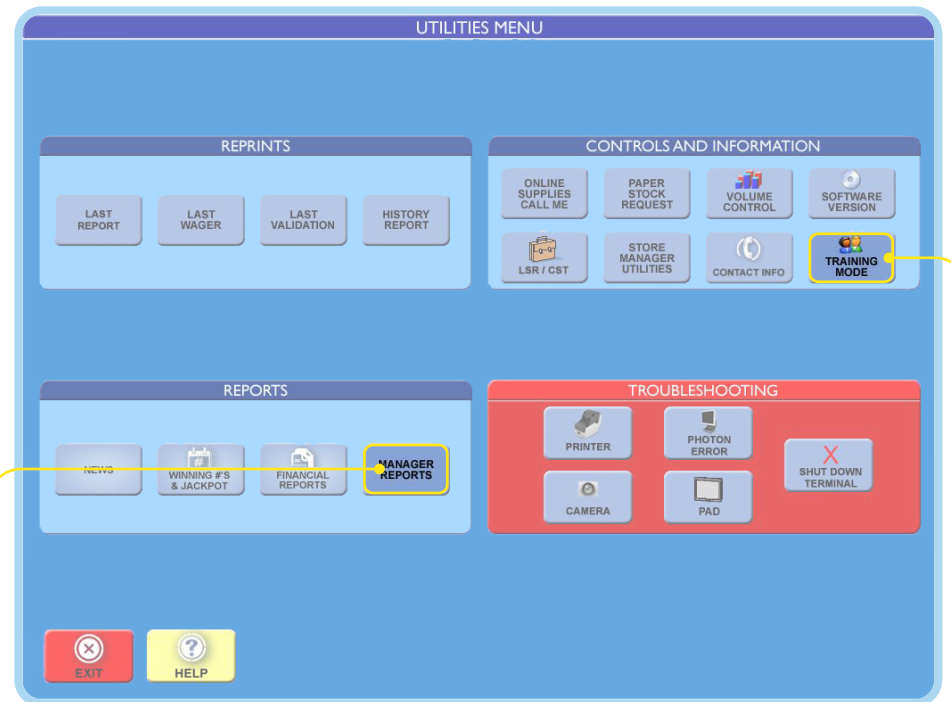 UTILITIES MENU
REPRINTS
LAST
REPORT
LAST
WAGER
LAST
VALIDATION
HISTORY
REPORT
CONTROLS AND INFORMATION
ONLINE
SUPPLIES
CALL ME
PAPER
STOCK
REQUEST
VOLUME
CONTROL
SOFTWARE
VERSION
LSR / CST
STORE
MANAGER
UTILITIES
CONTACT INFO
TRAINING
MODE
REPORTS
NEWS
#
WINNING #'S
& JACKPOT
FINANCIAL
REPORTS
MANAGER
REPORTS
TROUBLESHOOTING
PRINTER
PHOTON
ERROR
CAMERA
PAD
X
SHUT DOWN
TERMINAL
EXIT
?
HELP